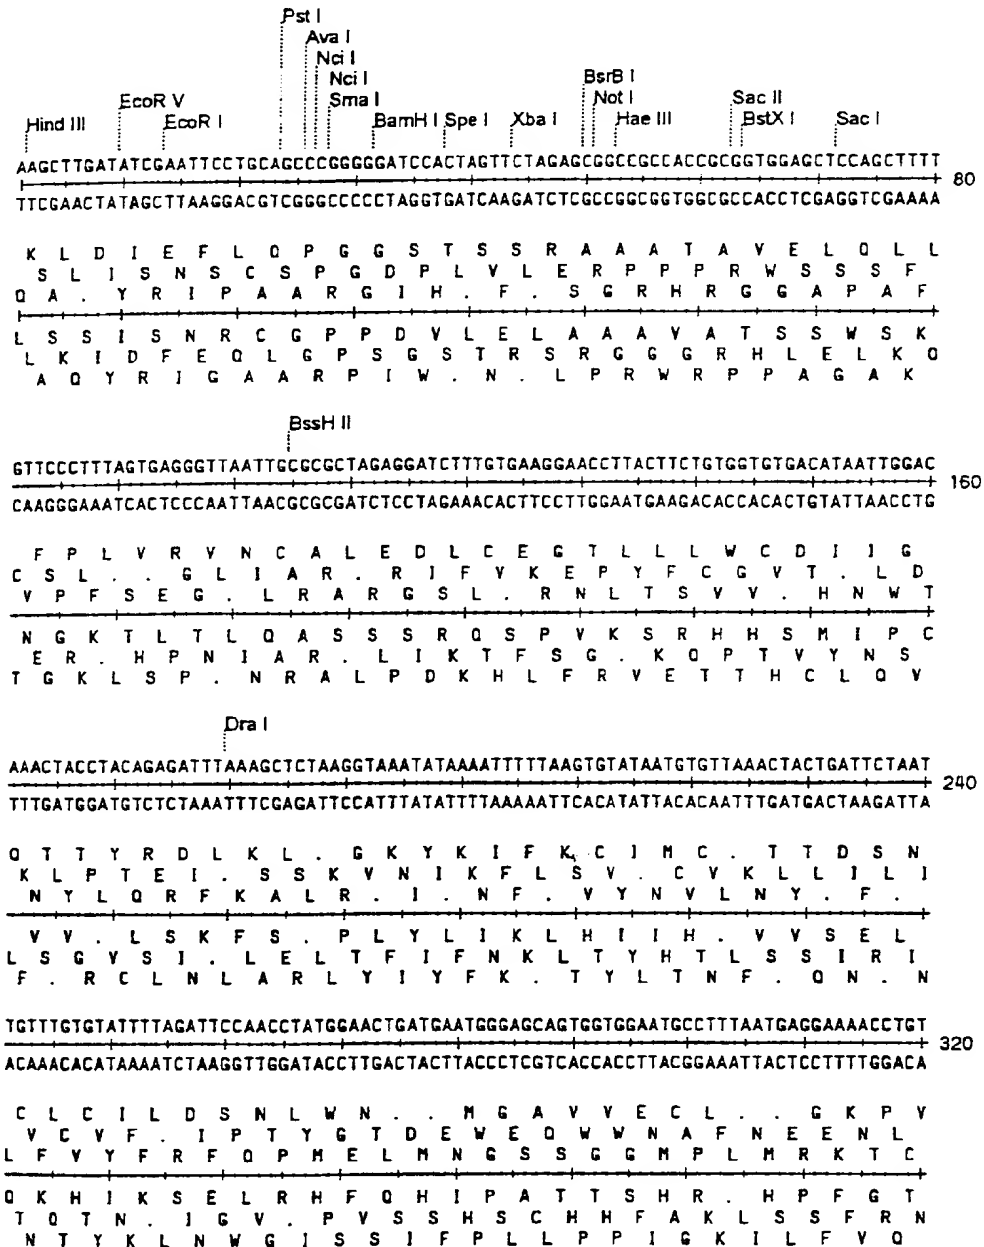 Pst I
Ava I
Nci I
Nci I BsrB I
EcoR V Sma I Not I Sac II
Hind III EcoR I BamH I Spe I Xba I Hae III BstX I Sac I
AAGCTTGATATCGAATTCCTGCAGCCCGGGGGATCCACTAGTTCTAGAGCGGCCGCCACCGCGGTGGAGCTCCAGCTTTT
80
TTCGAACTATAGCTTAAGGACGTCGGGCCCCCTAGGTGATCAAGATCTCGCCGGCGGTGGCGCCACCTCGAGGTCGAAAA
K L D I E F L Q P G G S T S S R A A A T A V E L Q L L
S L I S N S C S P G D P L V L E R P P P R W S S S F
Q A . Y R I P A A R G I H . F . S G R H R G G A P A F
L S S I S N R C G P P D V L E L A A A V A T S S W S K
L K I D F E Q L G P S G S T R S R G G G R H L E L K Q
A Q Y R I G A A R P I W . N . L P R W R P P A G A K
BssH II
GTTCCCTTTAGTGAGGGTTAATTGCGCGCTAGAGGATCTTTGTGAAGGAACCTTACTTCTGTGGTGTGACATAATTGGAC
160
CAAGGGAAATCACTCCCAATTAACGCGCGATCTCCTAGAAACACTTCCTTGGAATGAAGACACCACACTGTATTAACCTG
F P L V R V N C A L E D L C E G T L L L W C D I I G
C S L . . G L I A R . R I F V K E P Y F C G V T . L D
V P F S E G . L R A R G S L . R N L T S V V . H N W T
N G K T L T L Q A S S S R Q S P V K S R H H S M I P C
E R . H P N I A R . L I K T F S G . K Q P T V Y N S
T G K L S P . N R A L P D K H L F R V E T T H C L Q V
Dra I
AAACTACCTACAGAGATTTAAAGCTCTAAGGTAAATATAAAATTTTTAAGTGTATAATGTGTTAAACTACTGATTCTAAT
240
TTTGATGGATGTCTCTAAATTTCGAGATTCCATTTATATTTTAAAAATTCACATATTACACAATTTGATGACTAAGATTA
Q T T Y R D L K L . G K Y K I F K C I M C . T T D S N
K L P T E I . S S K V N I K F L S V . C V K L L I L I
N Y L Q R F K A L R . I . N F . V Y N V L N Y . F .
V V . L S K F S . P L Y L I K L H I I H . V V S E L
L S G V S I . L E L T F I F N K L T Y H T L S S I R I
F . R C L N L A R L Y I Y F K . T Y L T N F . Q N . N
TGTTTGTGTATTTTAGATTCCAACCTATGGAACTGATGAATGGGAGCAGTGGTGGAATGCCTTTAATGAGGAAAACCTGT
320
ACAAACACATAAAATCTAAGGTTGGATACCTTGACTACTTACCCTCGTCACCACCTTACGGAAATTACTCCTTTTGGACA
C L C I L D S N L W N . . M G A V V E C L . . G K P V
V C V F . I P T Y G T D E W E Q W W N A F N E E N L
L F V Y F R F Q P M E L M N G S S G G M P L M R K T C
Q K H I K S E L R H F Q H I P A T T S H R . H P F G T
T Q T N . I G V . P V S S H S C H H F A K L S S F R N
N T Y K L N W G I S S I F P L L P P I G K I L F V Q